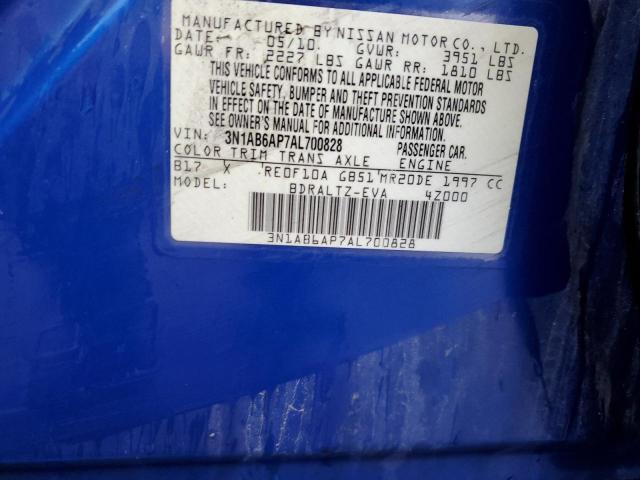 MANUFACTURED BY NISSAN MOTOR CO., LTD.
DATE: 05/10. GVWR: 3951 LBS
GAWR FR: 2227 LBS GAWR RR: 1810 LBS
THIS VEHICLE CONFORMS TO ALL APPLICABLE FEDERAL MOTOR
VEHICLE SAFETY, BUMPER AND THEFT PREVENTION STANDARDS
IN EFFECT ON THE DATE OF MANUFACTURE SHOWN ABOVE.
SEE OWNER'S MANUAL FOR ADDITIONAL INFORMATION.
VIN: 3N1AB6AP7AL700828 PASSENGER CAR.
COLOR TRIM TRANS AXLE ENGINE
B17 X RE0F10A GB51 MR20DE 1997 CC
MODEL: BDRALTZ-EVA 4Z000
3N1AB6AP7AL700828